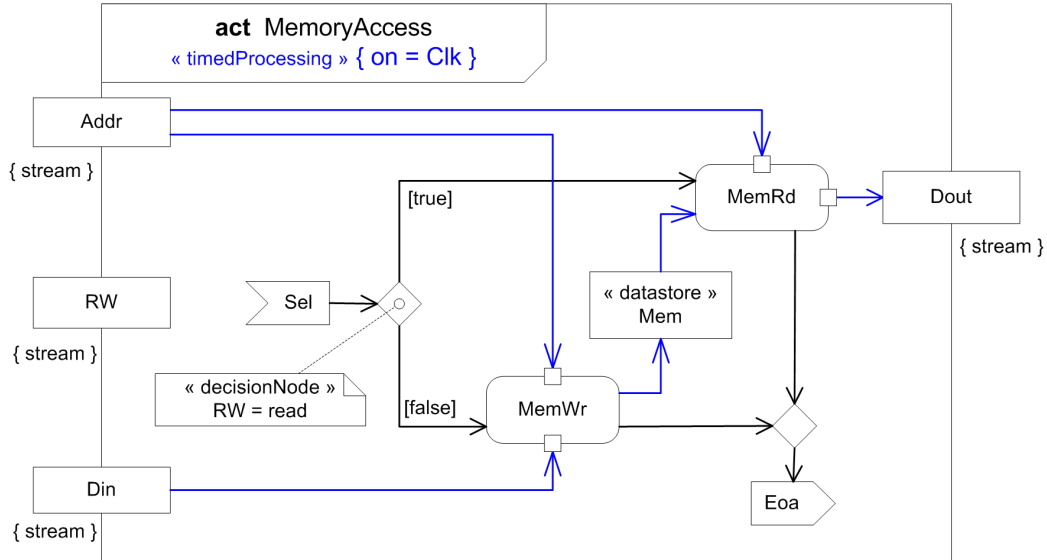 act MemoryAccess
« timedProcessing » { on = Clk }
Addr
{ stream }
[true]
MemRd
Dout
{ stream }
RW
{ stream }
Sel
« datastore »
Mem
« decisionNode »
RW = read
[false]
MemWr
Din
{ stream }
Eoa